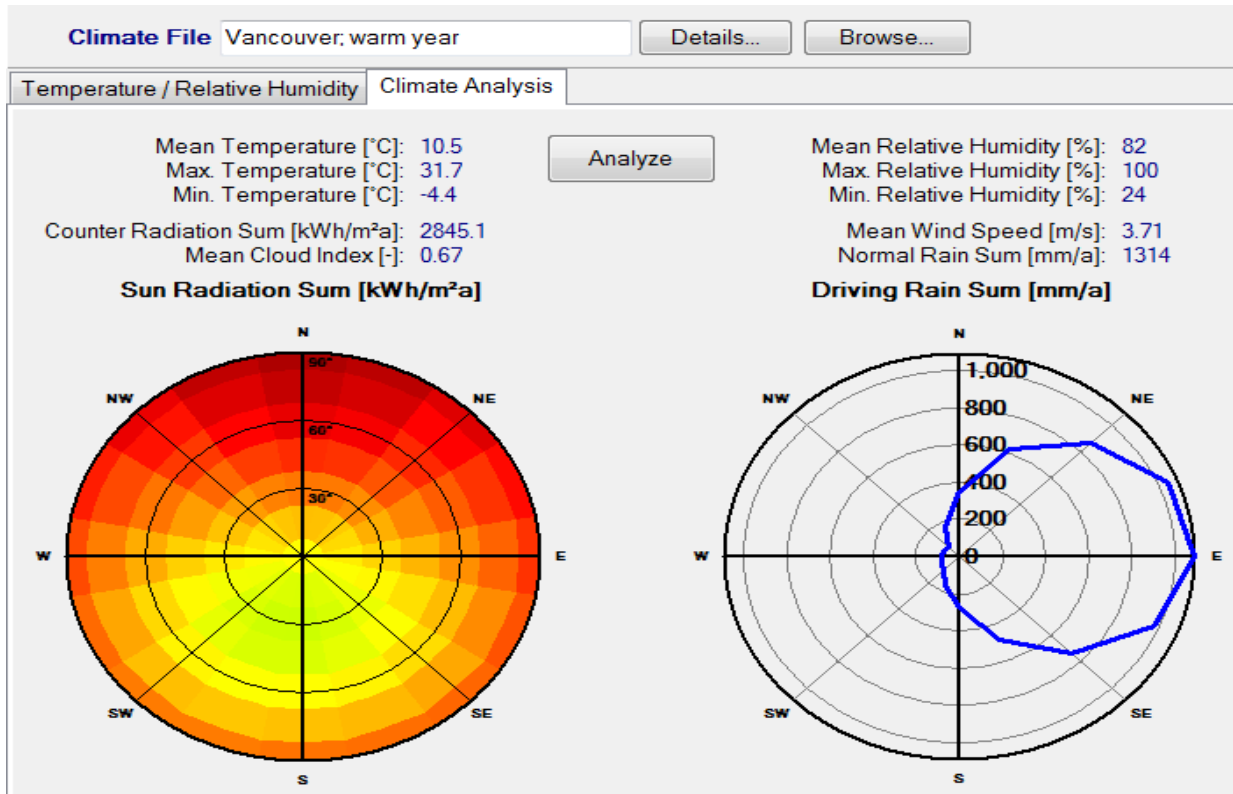 Climate File Vancouver; warm year Details... Browse...
Temperature / Relative Humidity Climate Analysis
Mean Temperature [°C]: 10.5
Max. Temperature [°C]: 31.7
Min. Temperature [°C]: -4.4
Counter Radiation Sum [kWh/m²a]: 2845.1
Mean Cloud Index [-]: 0.67
Analyze
Mean Relative Humidity [%]: 82
Max. Relative Humidity [%]: 100
Min. Relative Humidity [%]: 24
Mean Wind Speed [m/s]: 3.71
Normal Rain Sum [mm/a]: 1314
Sun Radiation Sum [kWh/m²a]
N
90°
NW NE
60°
30°
W E
SW SE
S
Driving Rain Sum [mm/a]
N
1,000
NW NE
800
600
400
200
W 0 E
SW SE
S